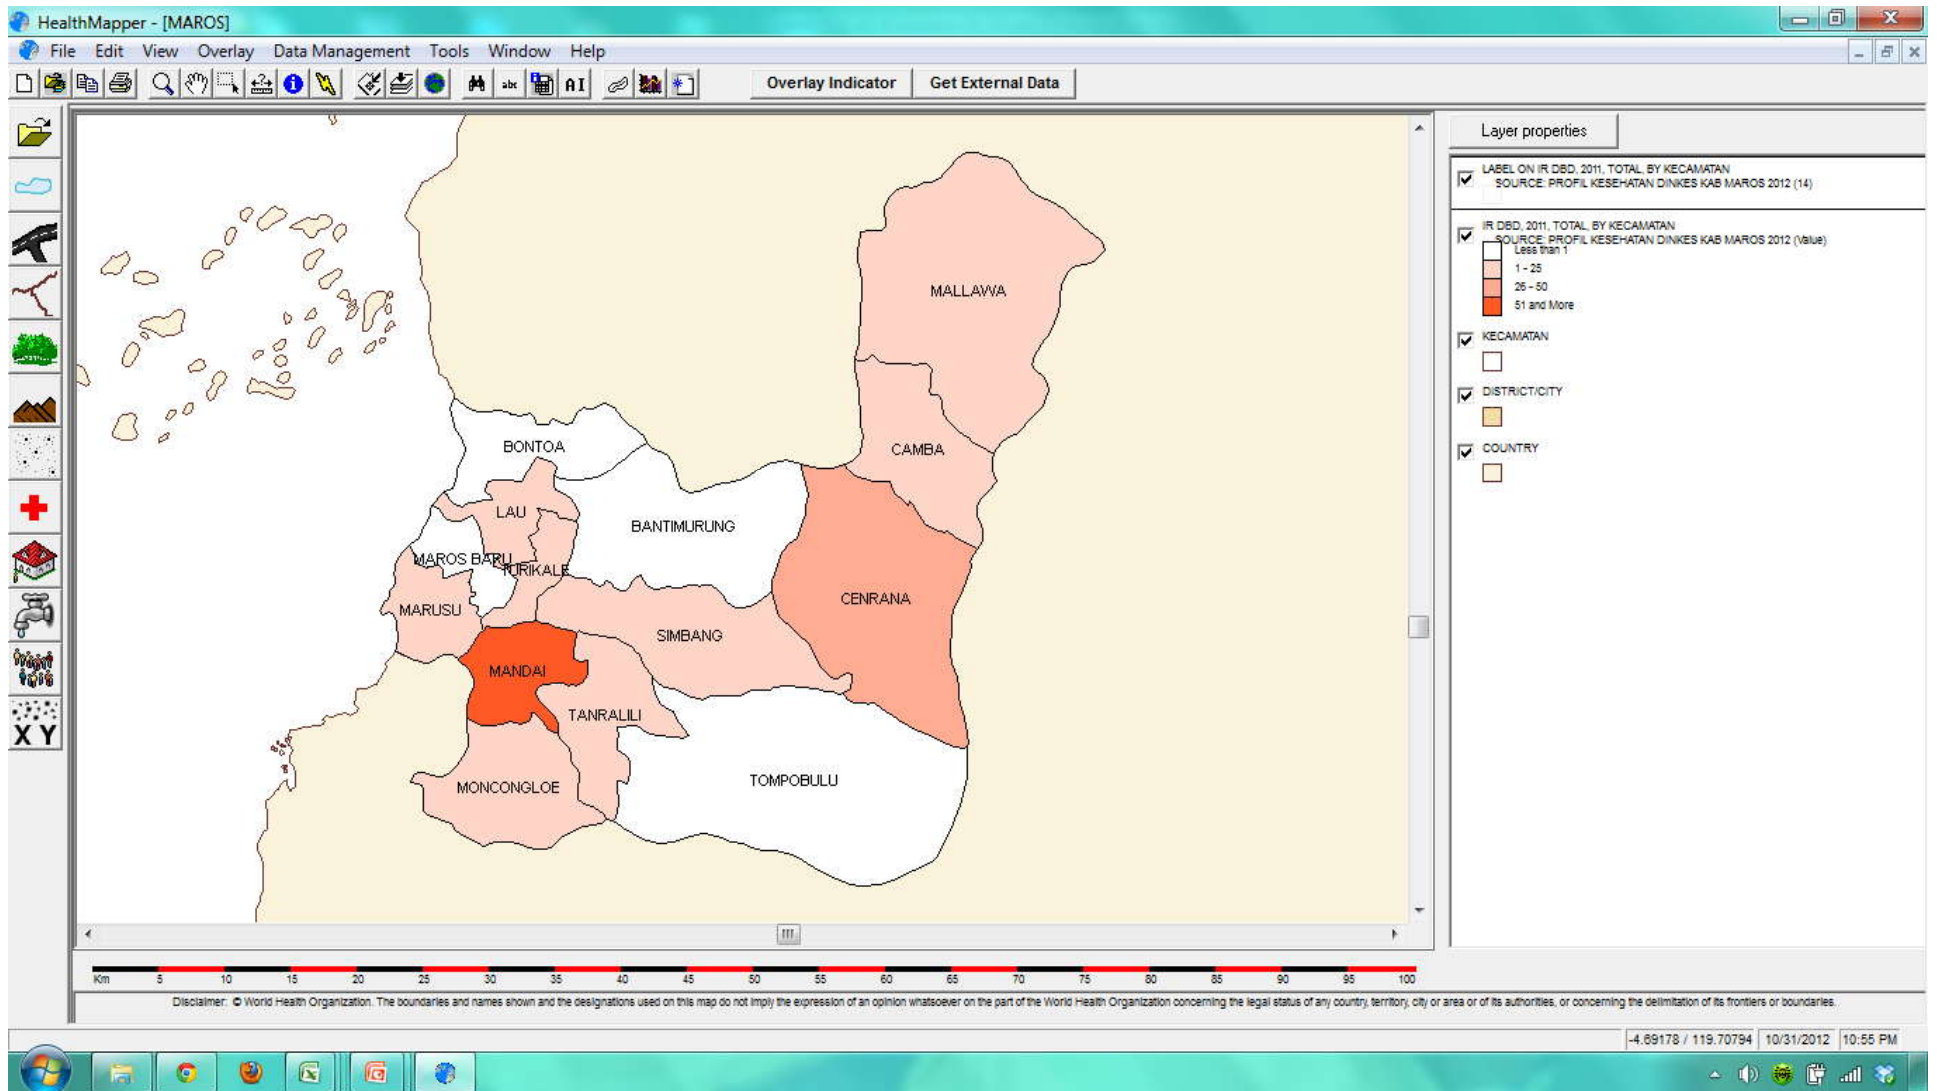 HealthMapper - [MAROS]
File Edit View Overlay Data Management Tools Window Help
abc AI Overlay Indicator Get External Data
Layer properties
LABEL ON IR DBD, 2011, TOTAL, BY KECAMATAN
SOURCE: PROFIL KESEHATAN DINKES KAB MAROS 2012 (14)
IR DBD, 2011, TOTAL, BY KECAMATAN
SOURCE: PROFIL KESEHATAN DINKES KAB MAROS 2012 (Value)
Less than 1
1 - 25
26 - 50
51 and More
KECAMATAN
DISTRICT/CITY
COUNTRY
MALLAWA
CAMBA
BONTOA
LAU
BANTIMURUNG
MAROS BARU
TURIKALE
CENRANA
MARUSU
SIMBANG
MANDAI
TANRALILI
TOMPOBULU
MONCONGLOE
X Y
Km 5 10 15 20 25 30 35 40 45 50 55 60 65 70 75 80 85 90 95 100
Disclaimer: © World Health Organization. The boundaries and names shown and the designations used on this map do not imply the expression of an opinion whatsoever on the part of the World Health Organization concerning the legal status of any country, territory, city or area or of its authorities, or concerning the delimitation of its frontiers or boundaries.
-4.69178 / 119.70794 10/31/2012 10:55 PM